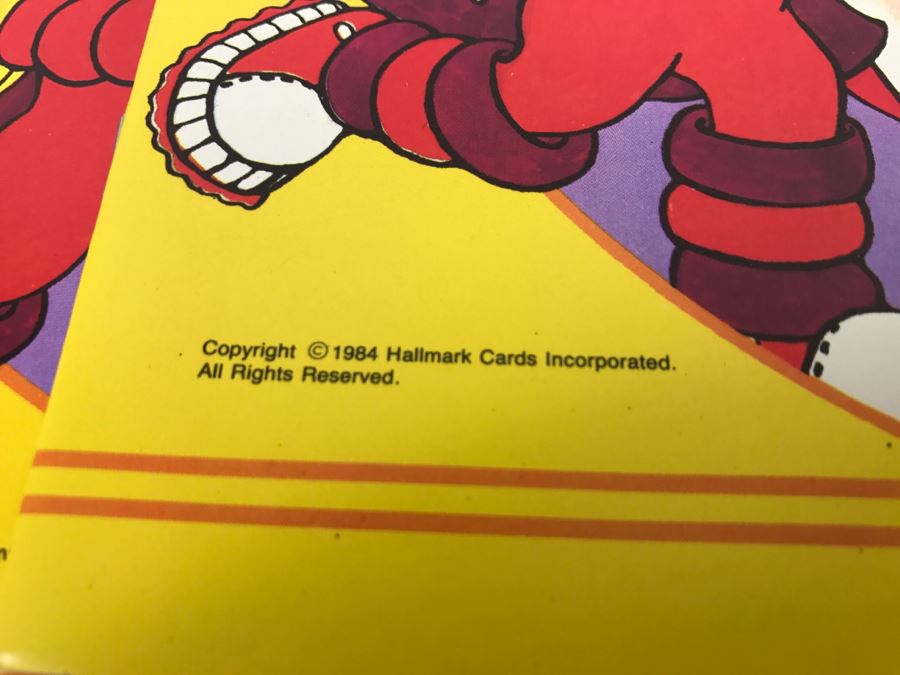 Copyright ©1984 Hallmark Cards Incorporated.
All Rights Reserved.